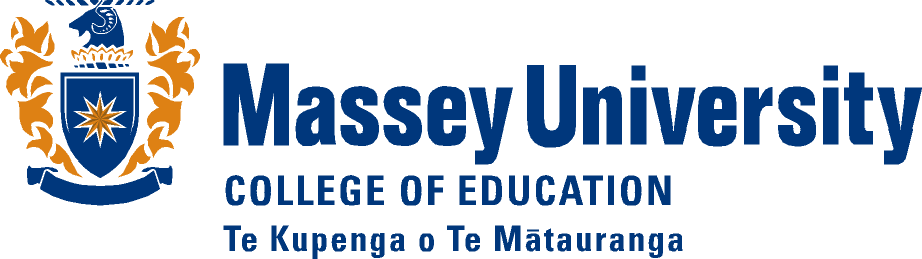 Massey University
COLLEGE OF EDUCATION
Te Kupenga o Te Mātauranga